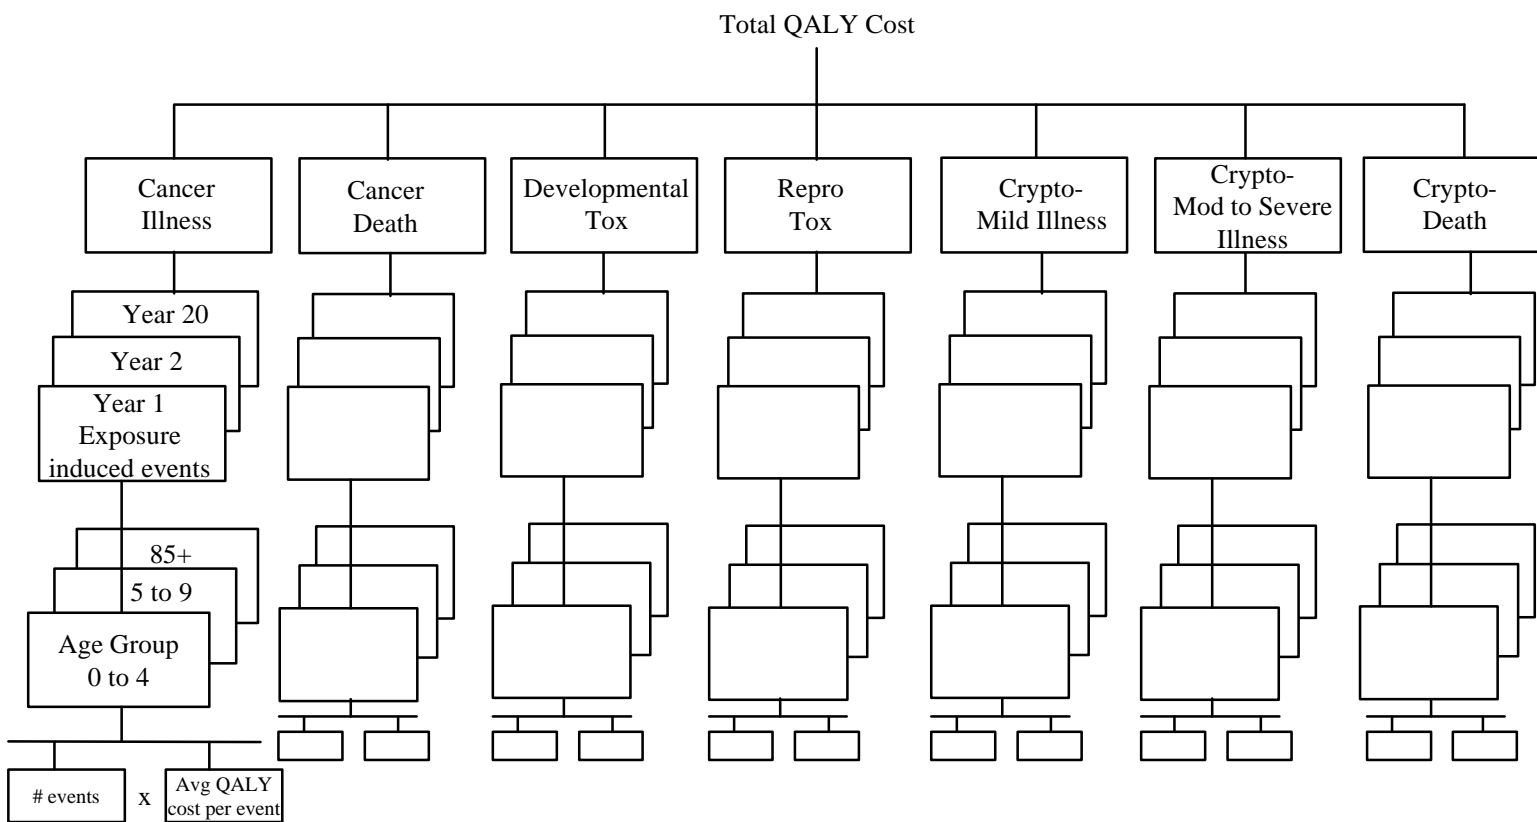 Total QALY Cost
Cancer
Illness
Cancer
Death
Developmental
Tox
Repro
Tox
Crypto-
Mild Illness
Crypto-
Mod to Severe
Illness
Crypto-
Death
Year 20
Year 2
Year 1
Exposure
induced events
85+
5 to 9
Age Group
0 to 4
# events
x
Avg QALY
cost per event